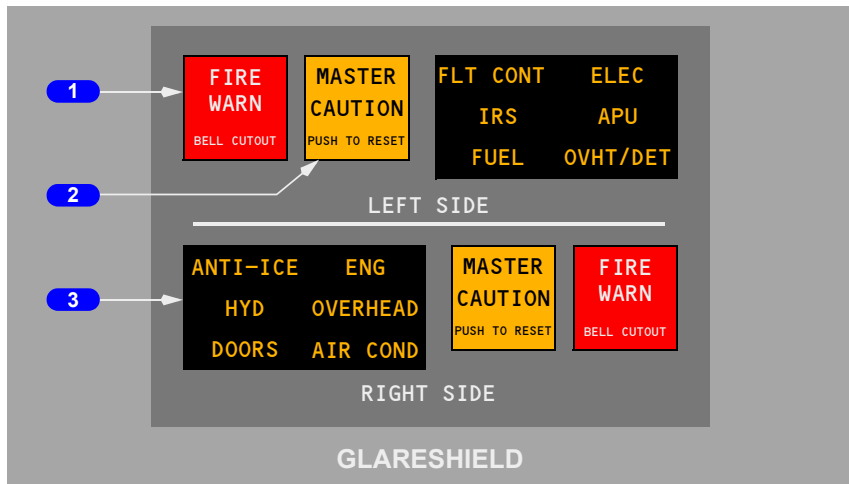 1
FIRE
WARN
BELL CUTOUT
MASTER
CAUTION
PUSH TO RESET
FLT CONT ELEC
IRS APU
FUEL OVHT/DET
2
LEFT SIDE
3
ANTI-ICE ENG
HYD OVERHEAD
DOORS AIR COND
MASTER
CAUTION
PUSH TO RESET
FIRE
WARN
BELL CUTOUT
RIGHT SIDE
GLARESHIELD